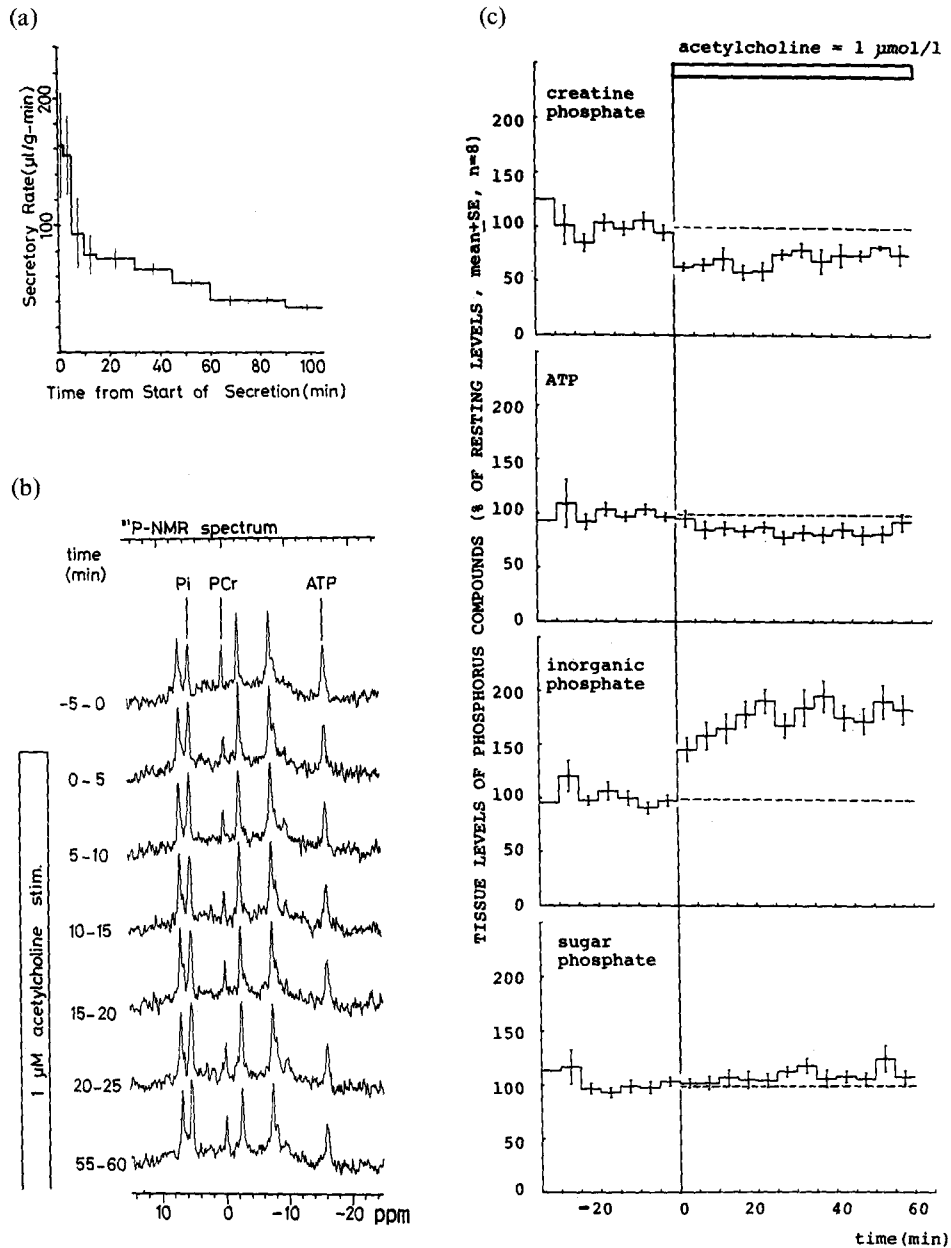 (a)
200
100
Secretory Rate(µl/g-min)
0 20 40 60 80 100
Time from Start of Secretion(min)
(b)
³¹P-NMR spectrum
time
(min)
Pi PCr ATP
-5-0
0-5
5-10
10-15
15-20
20-25
55-60
1 µM acetylcholine stim.
10 0 -10 -20 ppm
(c)
acetylcholine = 1 µmol/l
TISSUE LEVELS OF PHOSPHORUS COMPOUNDS (% OF RESTING LEVELS, mean+SE, n=8)
creatine
phosphate
200
150
100
50
0
ATP
200
150
100
50
0
inorganic
phosphate
200
150
100
50
0
sugar
phosphate
200
150
100
50
0
-20 0 20 40 60
time(min)